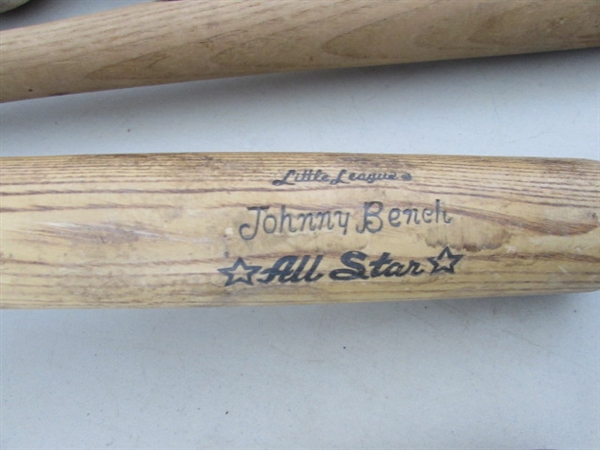 Little League®
Johnny Bench
☆All Star☆